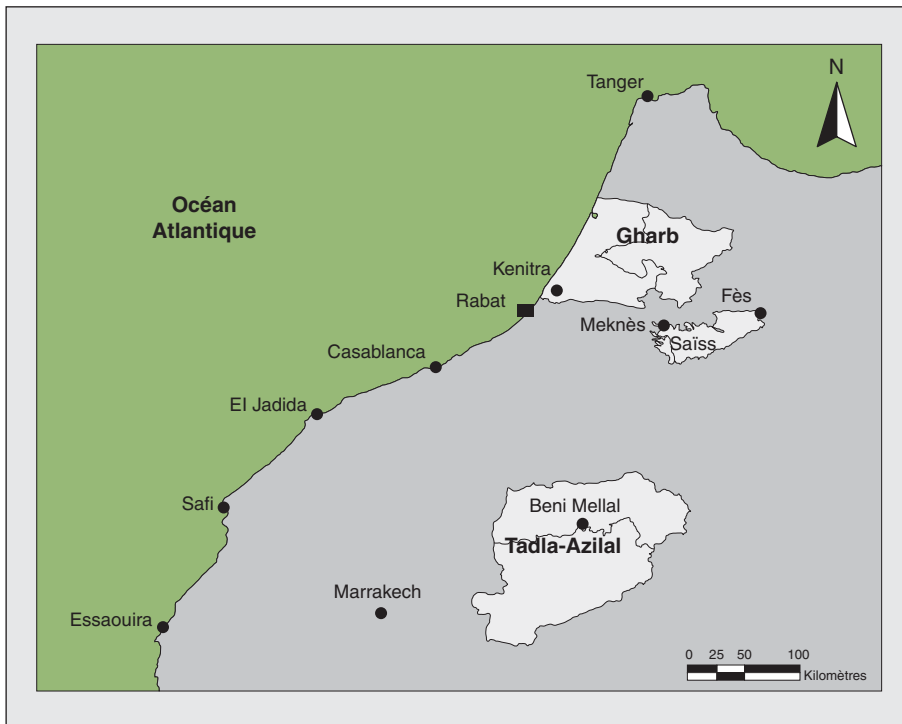 Tanger
N
Océan
Atlantique
Gharb
Kenitra
Rabat
Fès
Meknès
Saïss
Casablanca
El Jadida
Safi
Beni Mellal
Tadla-Azilal
Marrakech
Essaouira
0 25 50 100
Kilomètres